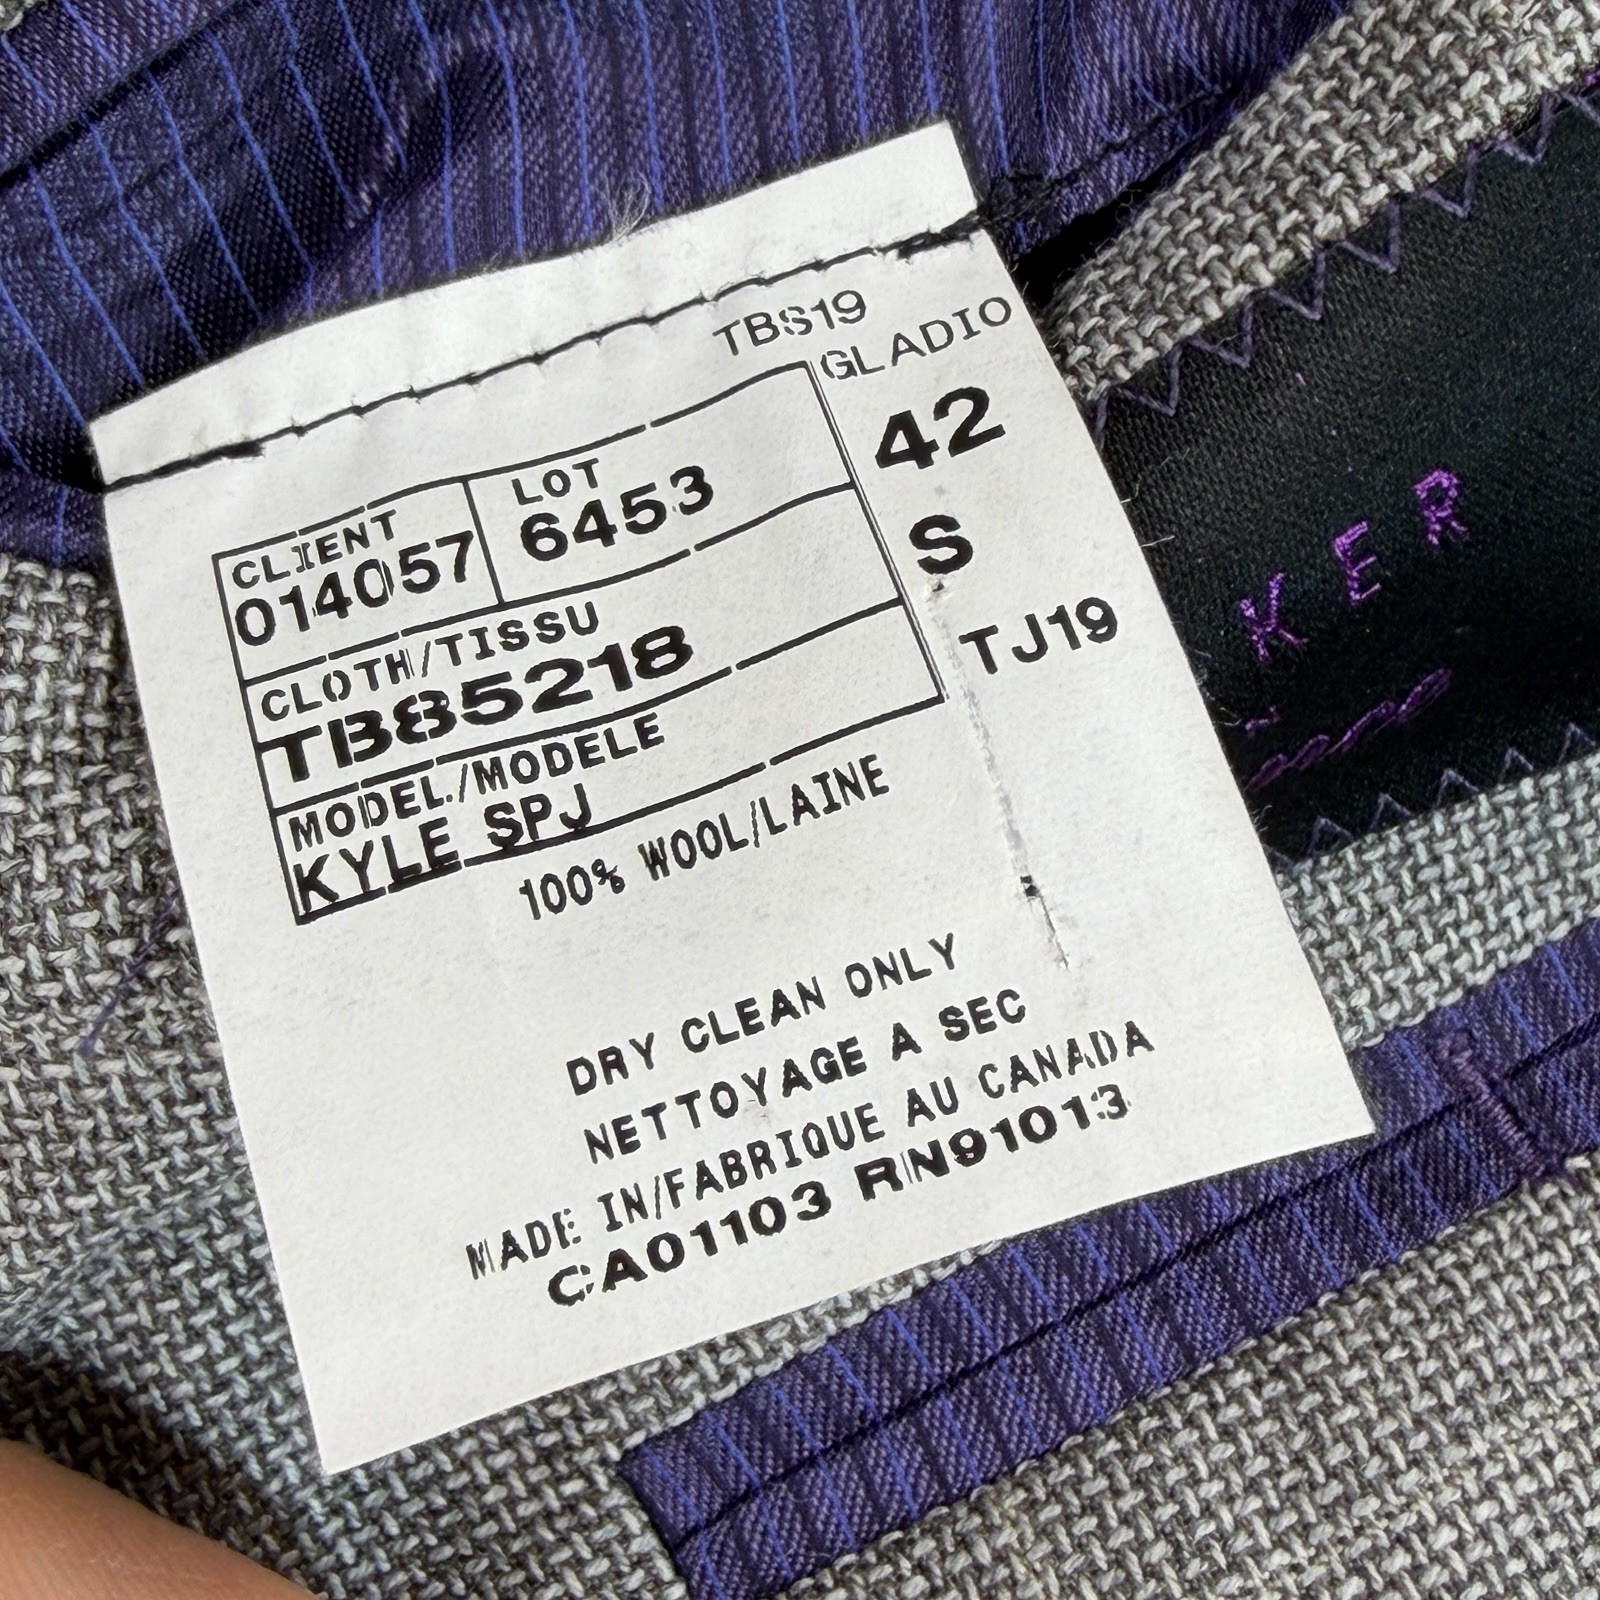 TBS19
GLADIO
42
S
TJ19
CLIENT
014057
LOT
6453
CLOTH/TISSU
TB85218
MODEL/MODELE
KYLE SPJ
100% WOOL/LAINE
DRY CLEAN ONLY
NETTOYAGE A SEC
MADE IN/FABRIQUE AU CANADA
CA01103 RN91013
KER